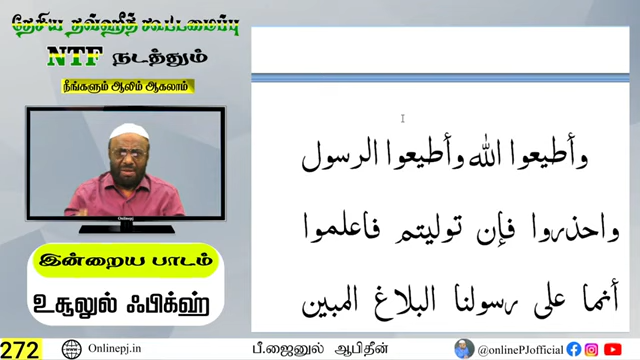 தேசிய தவ்ஹீத் கூட்டமைப்பு
NTF நடத்தும்
நீங்களும் ஆலிம் ஆகலாம்
Onlinepj
இன்றைய பாடம்
உசூலுல் ஃபிக்ஹ்
وأطيعوا الله وأطيعوا الرسول
واحذروا فإن توليتم فاعلموا
أنما على رسولنا البلاغ المبين
272 Onlinepj.in பீ.ஜைனுல் ஆபிதீன் @onlinePJofficial